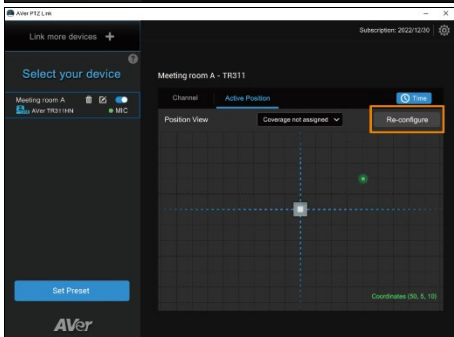 AVer PTZ Link
Link more devices +
Subscription: 2022/12/30
Select your device
?
Meeting room A
AVer TR311HN
MIC
Meeting room A - TR311
Channel
Active Position
Time
Position View
Coverage not assigned
Re-configure
Coordinates (50, 5, 10)
Set Preset
AVer